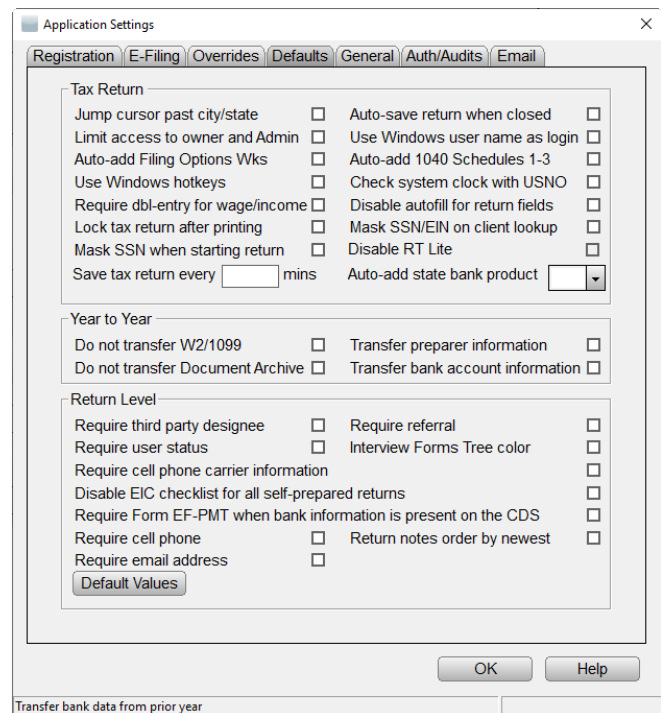 Application Settings
Registration E-Filing Overrides Defaults General Auth/Audits Email
Tax Return
Jump cursor past city/state Auto-save return when closed
Limit access to owner and Admin Use Windows user name as login
Auto-add Filing Options Wks Auto-add 1040 Schedules 1-3
Use Windows hotkeys Check system clock with USNO
Require dbl-entry for wage/income Disable autofill for return fields
Lock tax return after printing Mask SSN/EIN on client lookup
Mask SSN when starting return Disable RT Lite
Save tax return every mins Auto-add state bank product
Year to Year
Do not transfer W2/1099 Transfer preparer information
Do not transfer Document Archive Transfer bank account information
Return Level
Require third party designee Require referral
Require user status Interview Forms Tree color
Require cell phone carrier information
Disable EIC checklist for all self-prepared returns
Require Form EF-PMT when bank information is present on the CDS
Require cell phone Return notes order by newest
Require email address
Default Values
OK Help
Transfer bank data from prior year